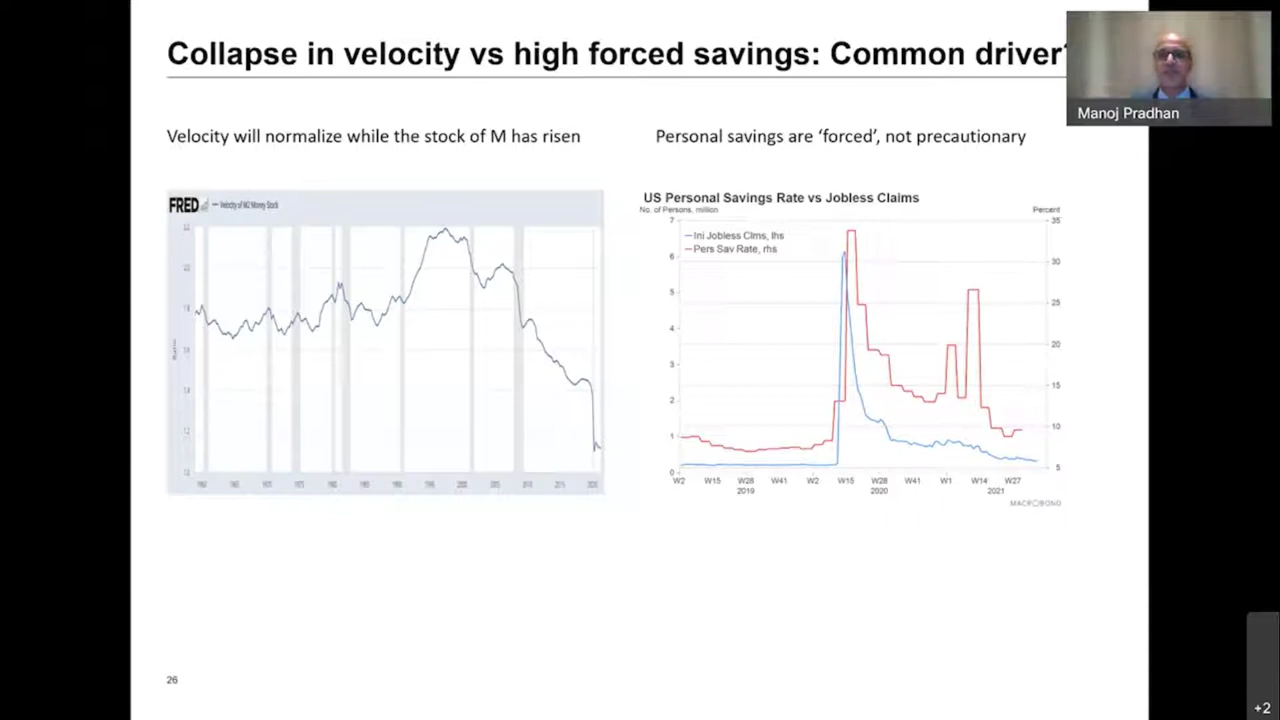 Collapse in velocity vs high forced savings: Common driver?
Manoj Pradhan
Velocity will normalize while the stock of M has risen
Personal savings are ‘forced’, not precautionary
FRED
Velocity of M2 Money Stock
US Personal Savings Rate vs Jobless Claims
No. of Persons, million
Percent
Ini Jobless Clms, lhs
Pers Sav Rate, rhs
7
6
5
4
3
2
1
0
35
30
25
20
15
10
5
W2 W15 W28 W41 W2 W15 W28 W41 W1 W14 W27
2019 2020 2021
MACROBOND
26
+2